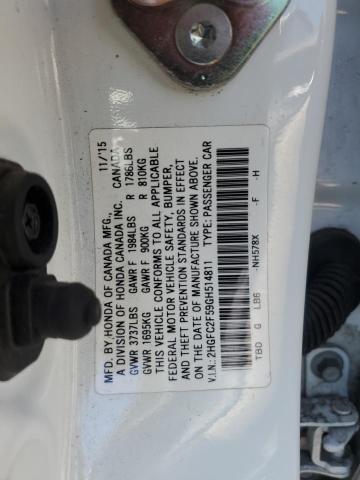 MFD. BY HONDA OF CANADA MFG., 11/15
A DIVISION OF HONDA CANADA INC. CANADA
GVWR 3737LBS GAWR F 1984LBS R 1786LBS
GVWR 1695KG GAWR F 900KG R 810KG
THIS VEHICLE CONFORMS TO ALL APPLICABLE
FEDERAL MOTOR VEHICLE SAFETY, BUMPER,
AND THEFT PREVENTION STANDARDS IN EFFECT
ON THE DATE OF MANUFACTURE SHOWN ABOVE.
V.I.N.:2HGFC2F59GH514811 TYPE:PASSENGER CAR
TBD G LB6 -NH578X -F -H